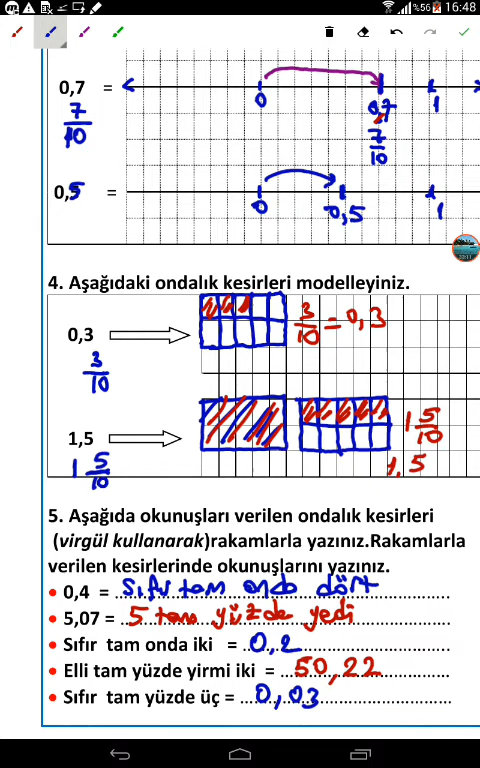 %56 16:48
0,7 =
7/10
0 0,7 1
7/10
0,5 =
0 0,5 1
4. Aşağıdaki ondalık kesirleri modelleyiniz.
0,3
3/10
3/10 = 0,3
1,5
1 5/10
1 5/10
1,5
5. Aşağıda okunuşları verilen ondalık kesirleri
(virgül kullanarak)rakamlarla yazınız.Rakamlarla
verilen kesirlerinde okunuşlarını yazınız.
• 0,4 = sıfır tam onda dört
• 5,07 = 5 tam yüzde yedi
• Sıfır tam onda iki = 0,2
• Elli tam yüzde yirmi iki = 50,22
• Sıfır tam yüzde üç = 0,03